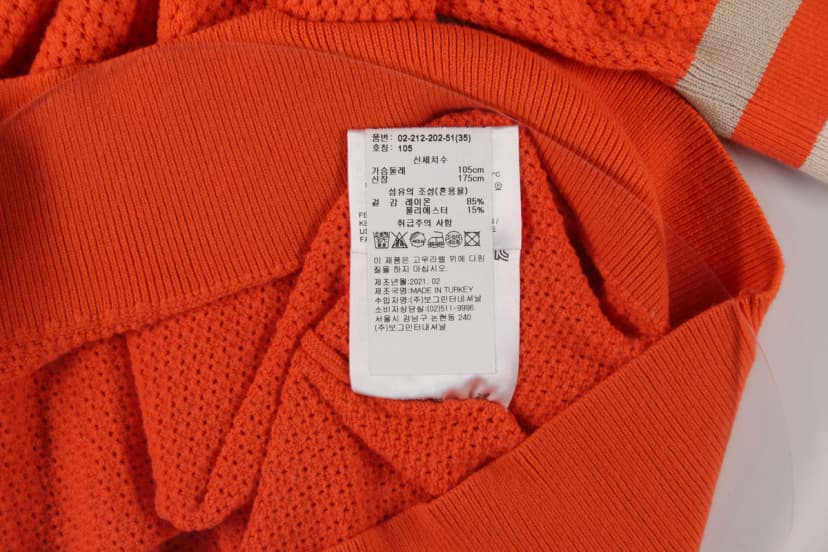 품번: 02-212-202-51(35)
호칭: 105
신체치수
가슴둘레 105cm
신장 175cm
섬유의 조성(혼용율)
겉 감 레이온 85%
폴리에스터 15%
취급주의 사항
이 제품은 고무라벨 위에 다림
질을 하지 마십시오.
제조년월:2021. 02
제조국명:MADE IN TURKEY
수입자명:(주)보그인터내셔날
소비자상담실:(02)511-9996
서울시 강남구 논현동 240
(주)보그인터내셔날